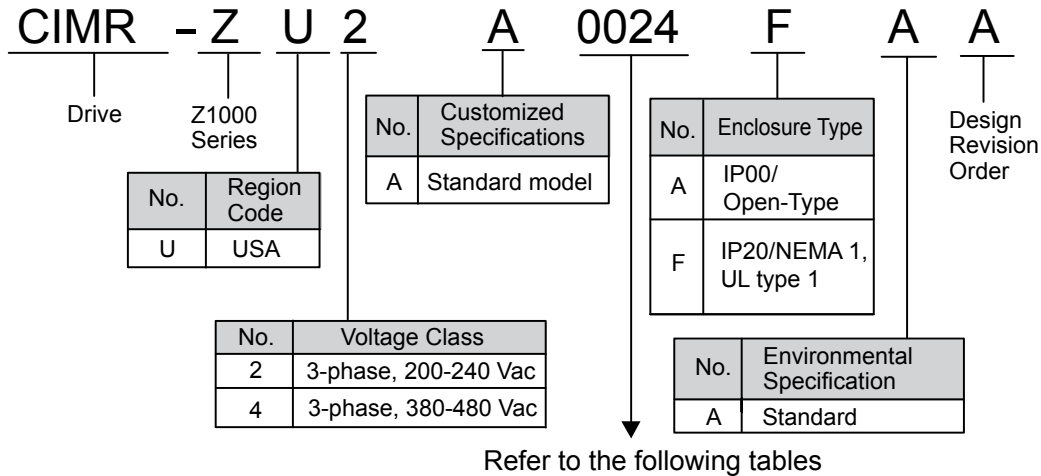 CIMR - Z U 2 A 0024 F A A
Drive
Z1000
Series
No. Region
Code
U USA
No. Customized
Specifications
A Standard model
No. Enclosure Type
A IP00/
Open-Type
F IP20/NEMA 1,
UL type 1
Design
Revision
Order
No. Voltage Class
2 3-phase, 200-240 Vac
4 3-phase, 380-480 Vac
No. Environmental
Specification
A Standard
Refer to the following tables